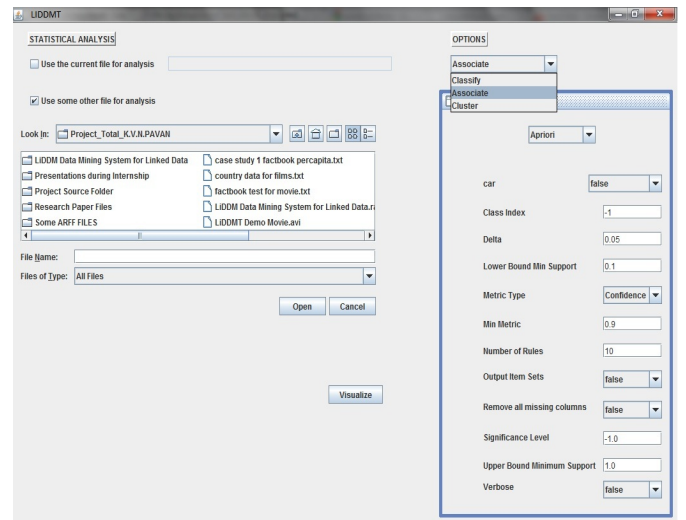 LIDDMT
STATISTICAL ANALYSIS
Use the current file for analysis
Use some other file for analysis
Look In: Project_Total_K.V.N.PAVAN
LiDDM Data Mining System for Linked Data
Presentations during Internship
Project Source Folder
Research Paper Files
Some ARFF FILES
case study 1 factbook percapita.txt
country data for films.txt
factbook test for movie.txt
LiDDM Data Mining System for Linked Data.ra
LiDDMT Demo Movie.avi
File Name:
Files of Type: All Files
Open Cancel
Visualize
OPTIONS
Associate
Classify
Associate
Cluster
Apriori
car false
Class Index -1
Delta 0.05
Lower Bound Min Support 0.1
Metric Type Confidence
Min Metric 0.9
Number of Rules 10
Output Item Sets false
Remove all missing columns false
Significance Level -1.0
Upper Bound Minimum Support 1.0
Verbose false